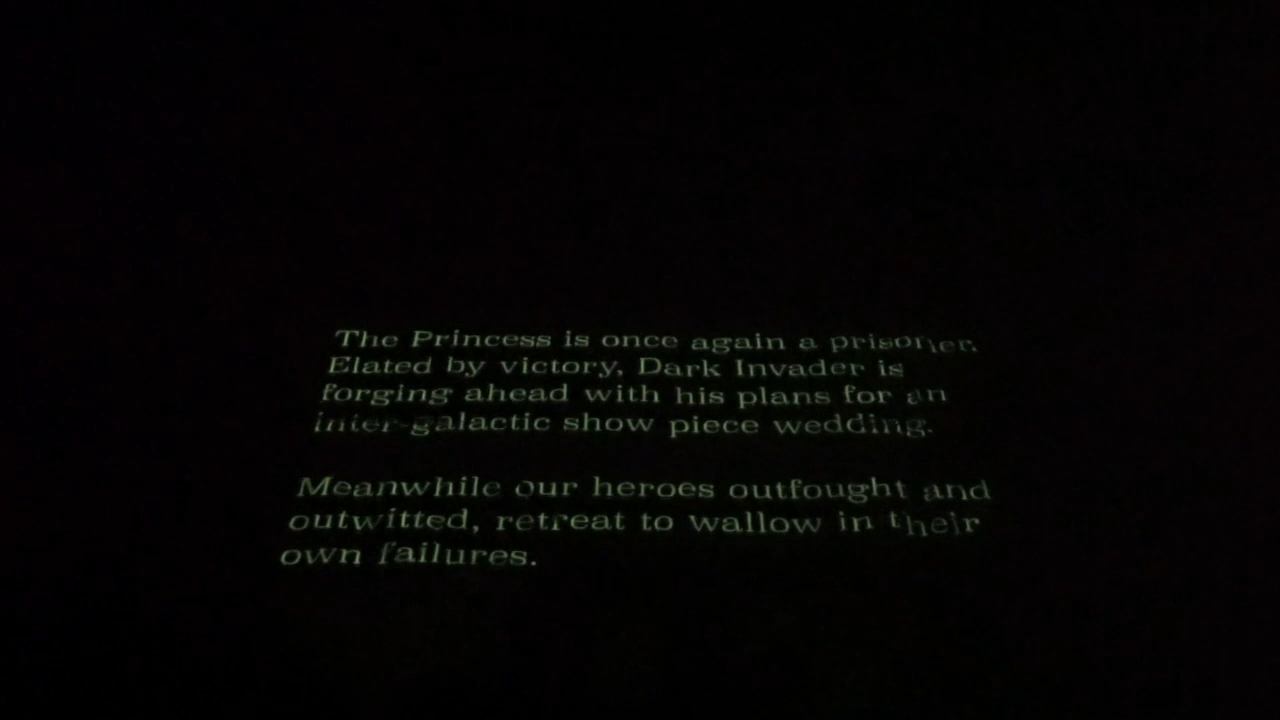 The Princess is once again a prisoner.
Elated by victory, Dark Invader is
forging ahead with his plans for an
inter-galactic show piece wedding.
Meanwhile our heroes outfought and
outwitted, retreat to wallow in their
own failures.